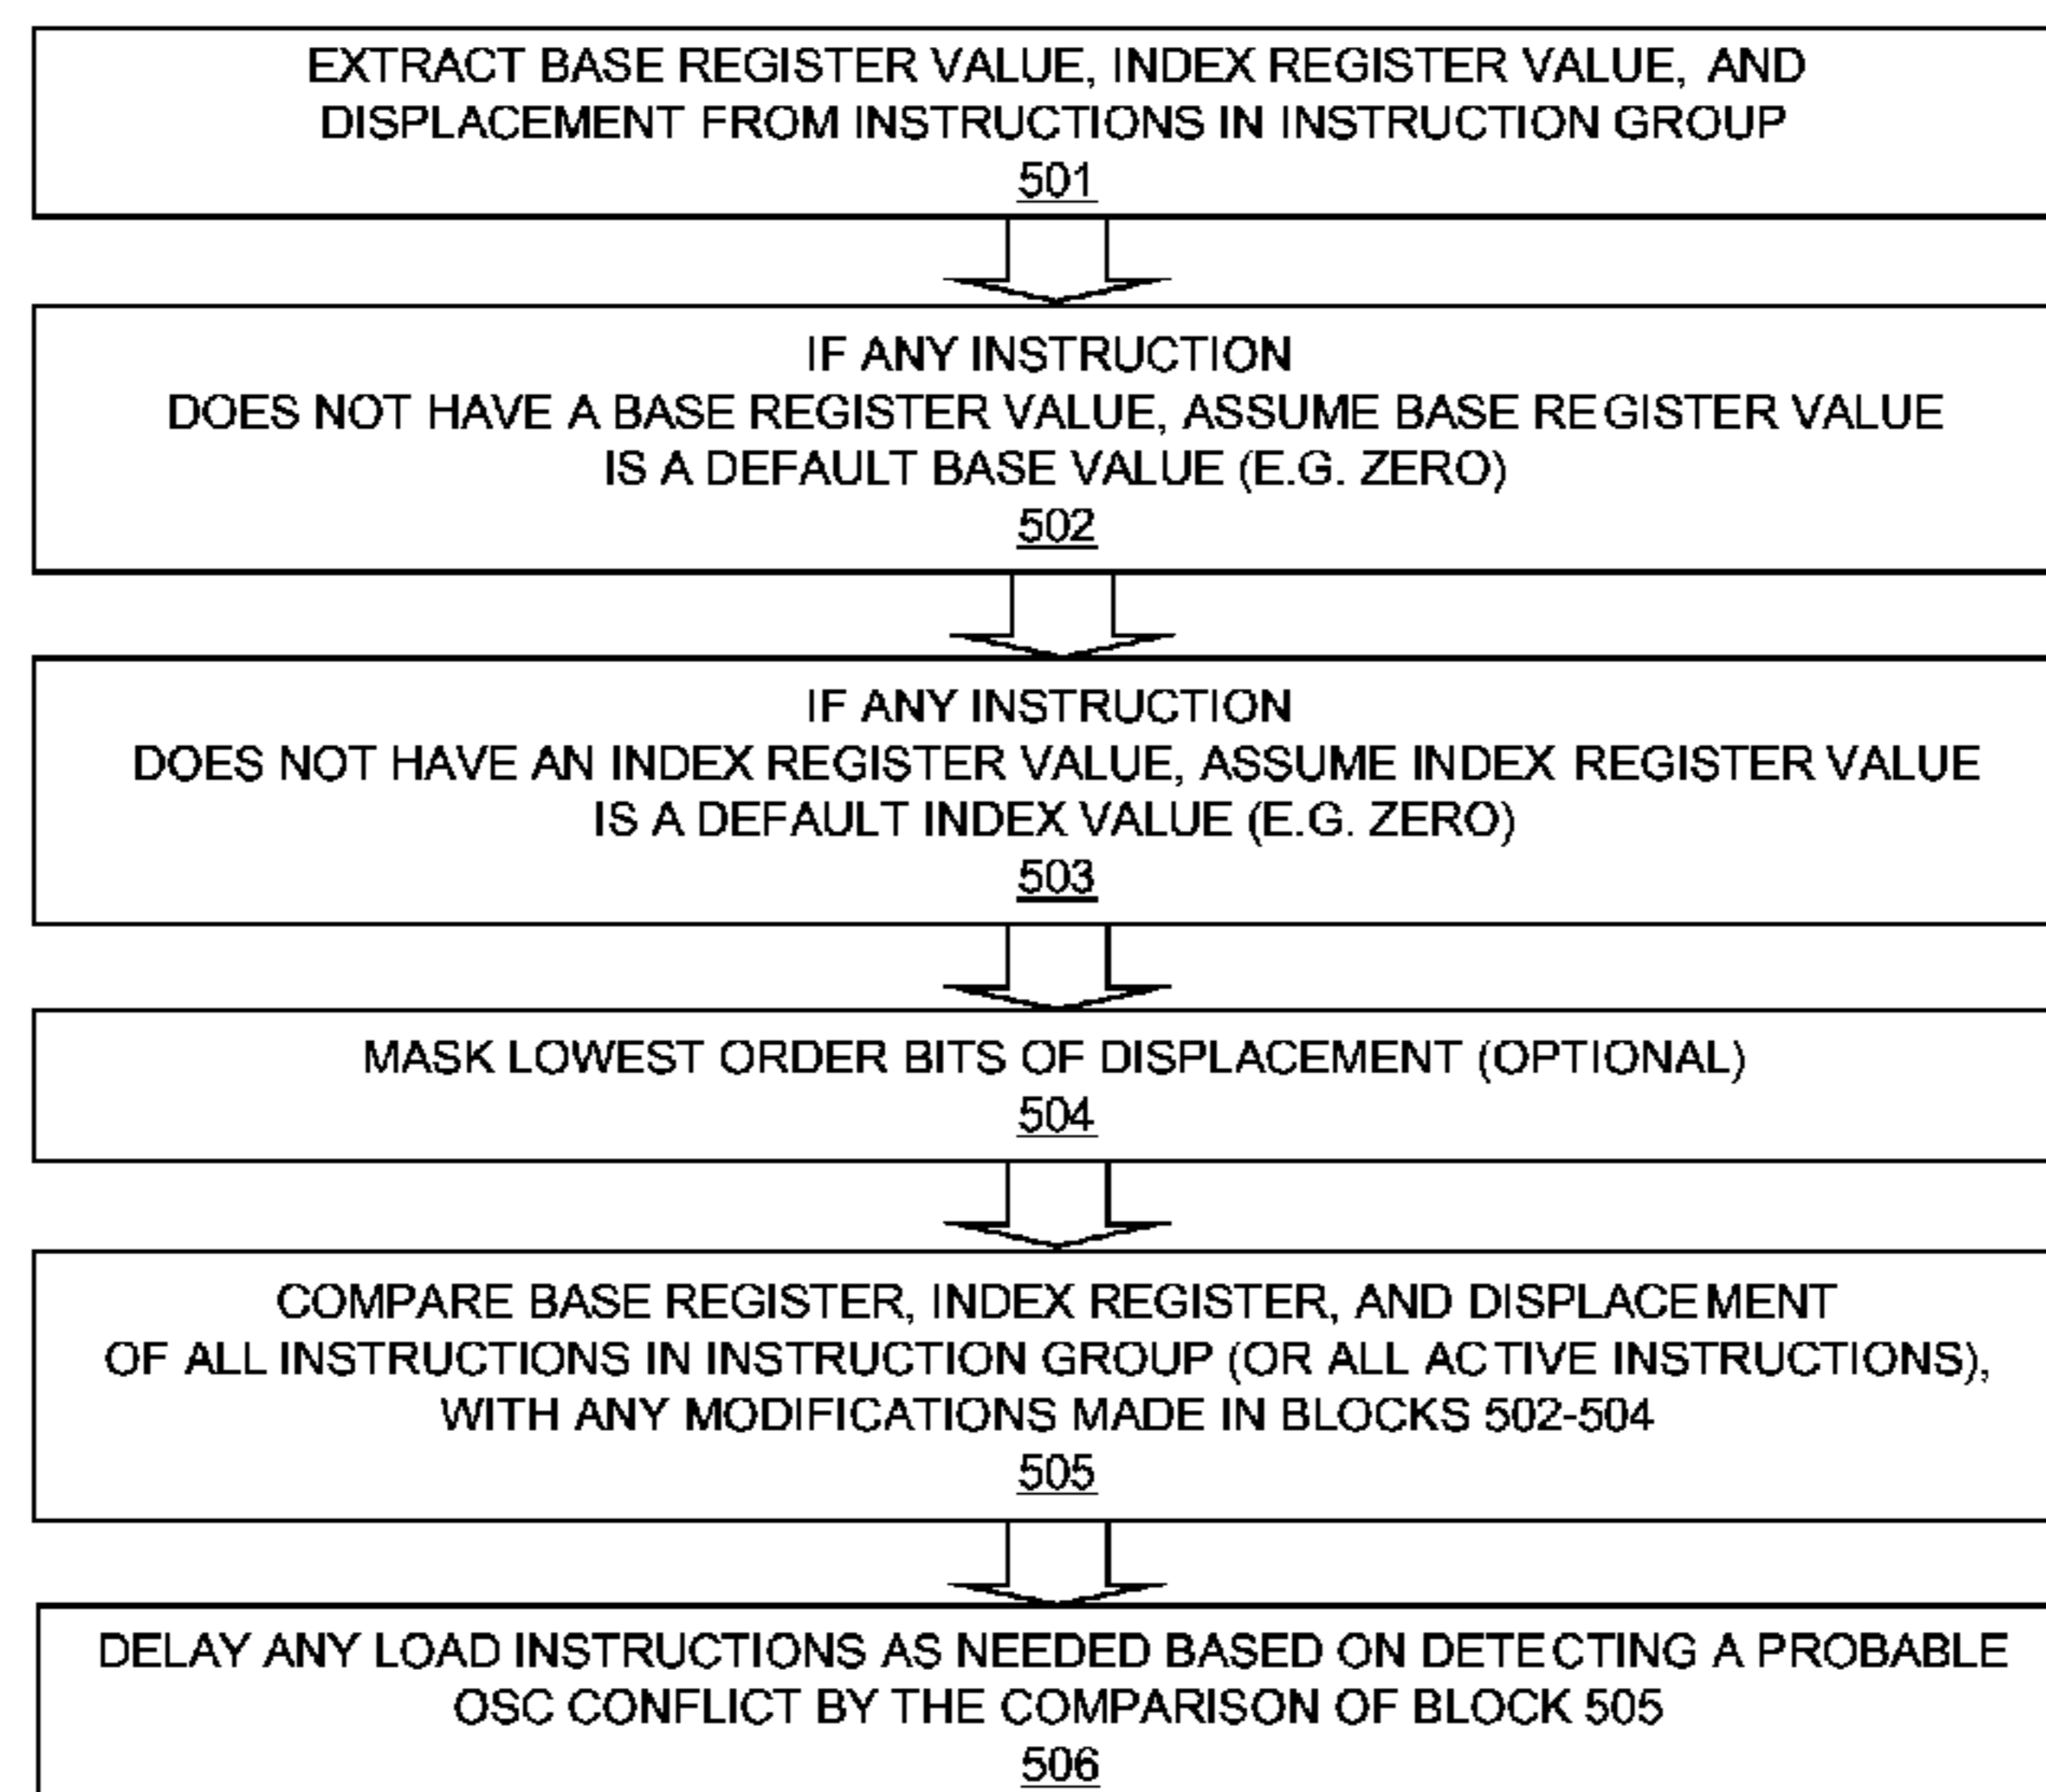 EXTRACT BASE REGISTER VALUE, INDEX REGISTER VALUE, AND
DISPLACEMENT FROM INSTRUCTIONS IN INSTRUCTION GROUP
501
IF ANY INSTRUCTION
DOES NOT HAVE A BASE REGISTER VALUE, ASSUME BASE REGISTER VALUE
IS A DEFAULT BASE VALUE (E.G. ZERO)
502
IF ANY INSTRUCTION
DOES NOT HAVE AN INDEX REGISTER VALUE, ASSUME INDEX REGISTER VALUE
IS A DEFAULT INDEX VALUE (E.G. ZERO)
503
MASK LOWEST ORDER BITS OF DISPLACEMENT (OPTIONAL)
504
COMPARE BASE REGISTER, INDEX REGISTER, AND DISPLACEMENT
OF ALL INSTRUCTIONS IN INSTRUCTION GROUP (OR ALL ACTIVE INSTRUCTIONS),
WITH ANY MODIFICATIONS MADE IN BLOCKS 502-504
505
DELAY ANY LOAD INSTRUCTIONS AS NEEDED BASED ON DETECTING A PROBABLE
OSC CONFLICT BY THE COMPARISON OF BLOCK 505
506